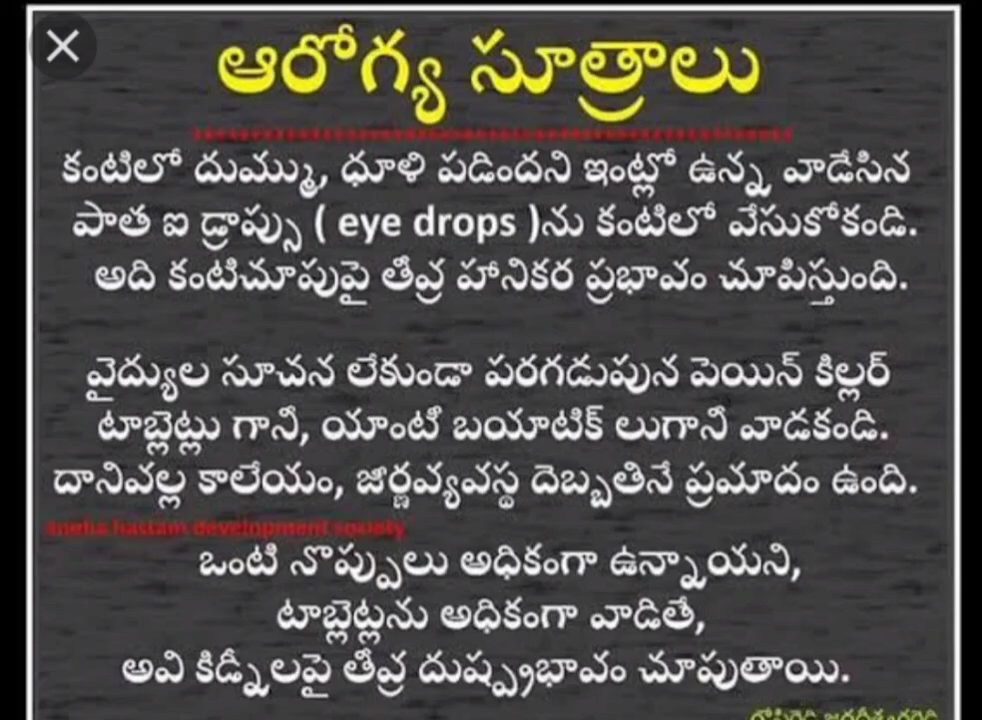 ఆరోగ్య సూత్రాలు
కంటిలో దుమ్ము, ధూళి పడిందని ఇంట్లో ఉన్న వాడేసిన
పాత ఐ డ్రాప్సు ( eye drops )ను కంటిలో వేసుకోకండి.
అది కంటిచూపుపై తీవ్ర హానికర ప్రభావం చూపిస్తుంది.
వైద్యుల సూచన లేకుండా పరగడుపున పెయిన్ కిల్లర్
టాబ్లెట్లు గానీ, యాంటీ బయాటిక్ లుగానీ వాడకండి.
దానివల్ల కాలేయం, జీర్ణవ్యవస్థ దెబ్బతినే ప్రమాదం ఉంది.
sneha hastam development society
ఒంటి నొప్పులు అధికంగా ఉన్నాయని,
టాబ్లెట్లను అధికంగా వాడితే,
అవి కిడ్నీలపై తీవ్ర దుష్ప్రభావం చూపుతాయి.